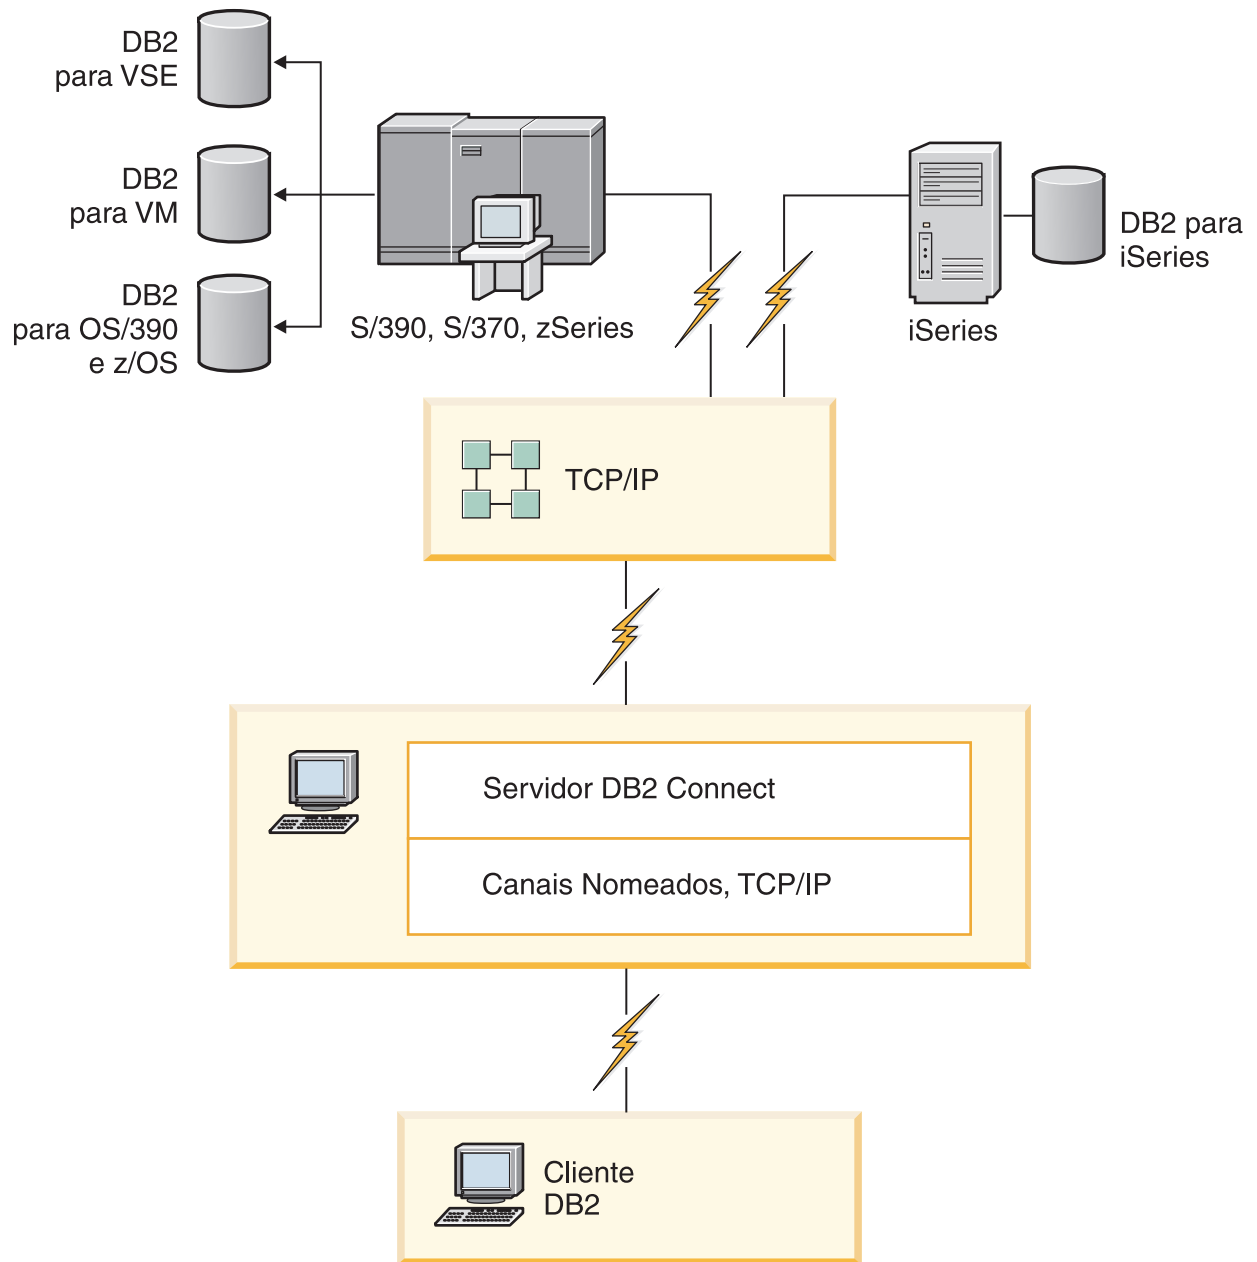 DB2
para VSE
DB2
para VM
DB2
para OS/390
e z/OS
S/390, S/370, zSeries
iSeries
DB2 para
iSeries
TCP/IP
Servidor DB2 Connect
Canais Nomeados, TCP/IP
Cliente
DB2